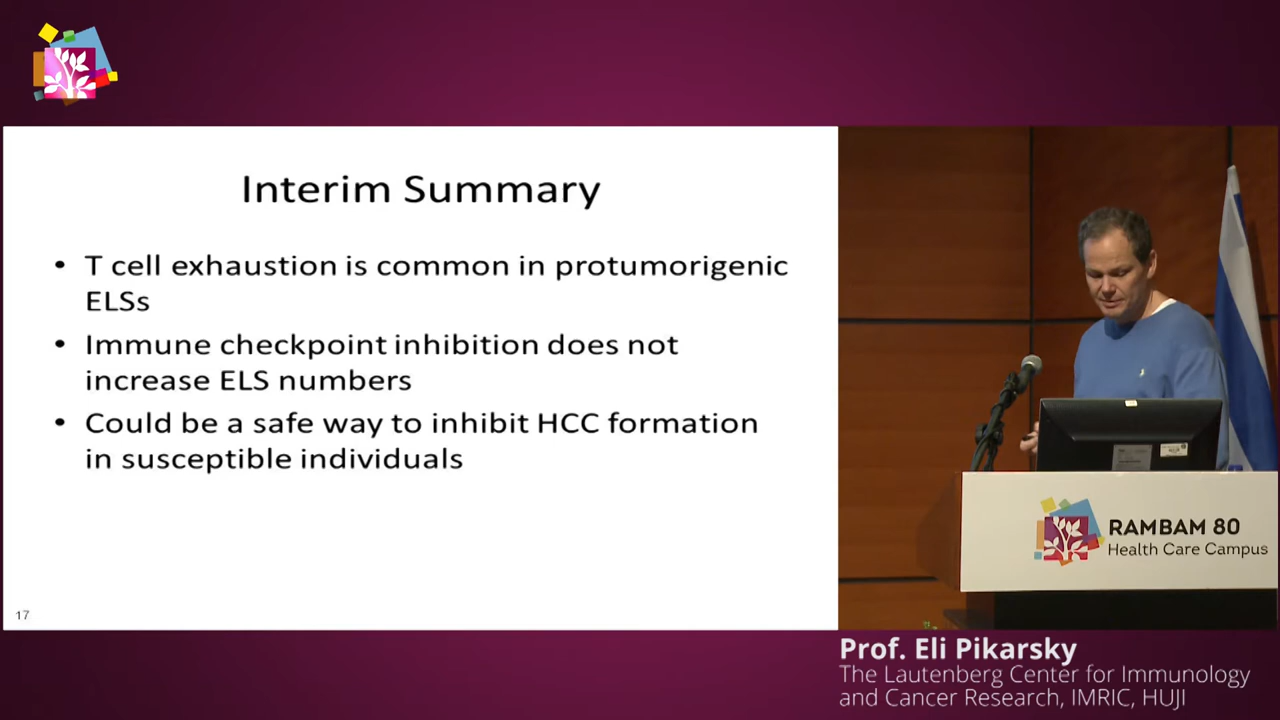 Interim Summary
• T cell exhaustion is common in protumorigenic
ELSs
• Immune checkpoint inhibition does not
increase ELS numbers
• Could be a safe way to inhibit HCC formation
in susceptible individuals
17
RAMBAM 80
Health Care Campus
Prof. Eli Pikarsky
The Lautenberg Center for Immunology
and Cancer Research, IMRIC, HUJI